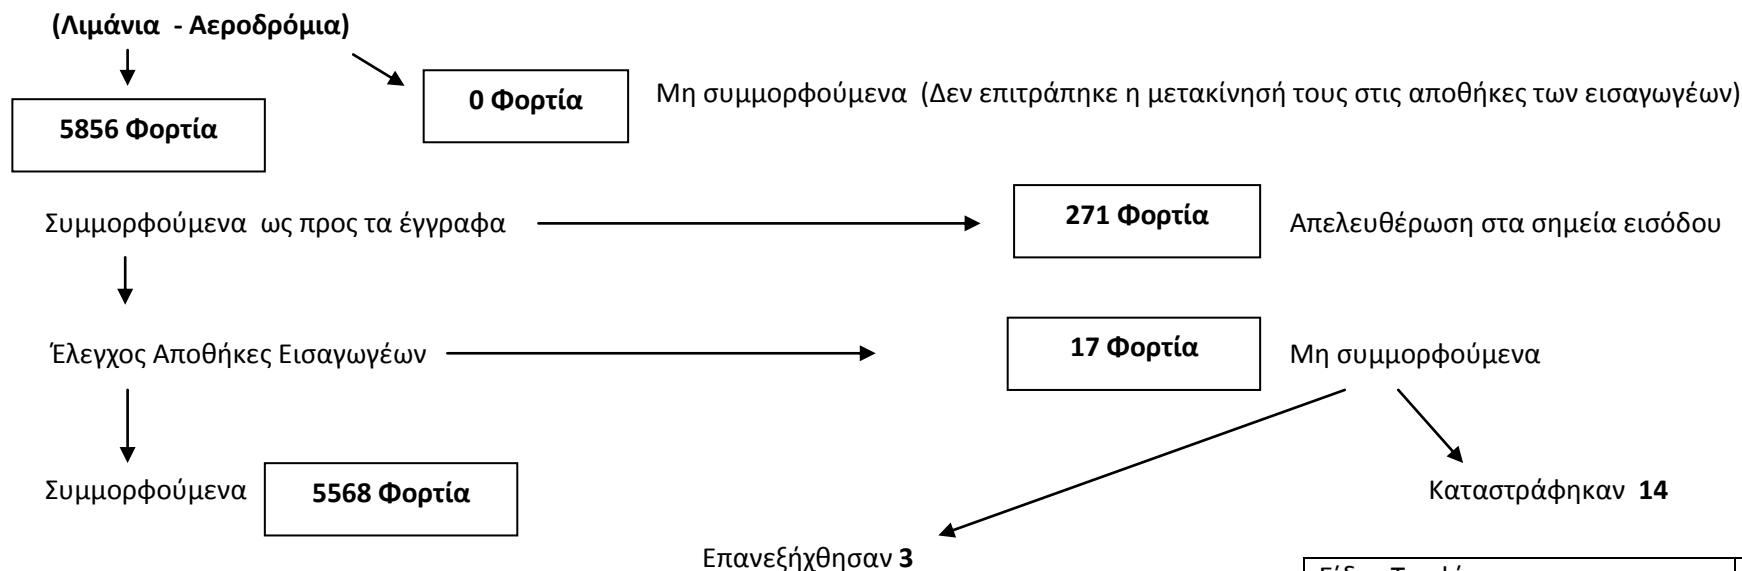 (Λιμάνια - Αεροδρόμια)
0 Φορτία
Μη συμμορφούμενα (Δεν επιτράπηκε η μετακίνησή τους στις αποθήκες των εισαγωγέων)
5856 Φορτία
Συμμορφούμενα ως προς τα έγγραφα
271 Φορτία
Απελευθέρωση στα σημεία εισόδου
Έλεγχος Αποθήκες Εισαγωγέων
17 Φορτία
Μη συμμορφούμενα
Συμμορφούμενα
5568 Φορτία
Καταστράφηκαν 14
Επανεξήχθησαν 3